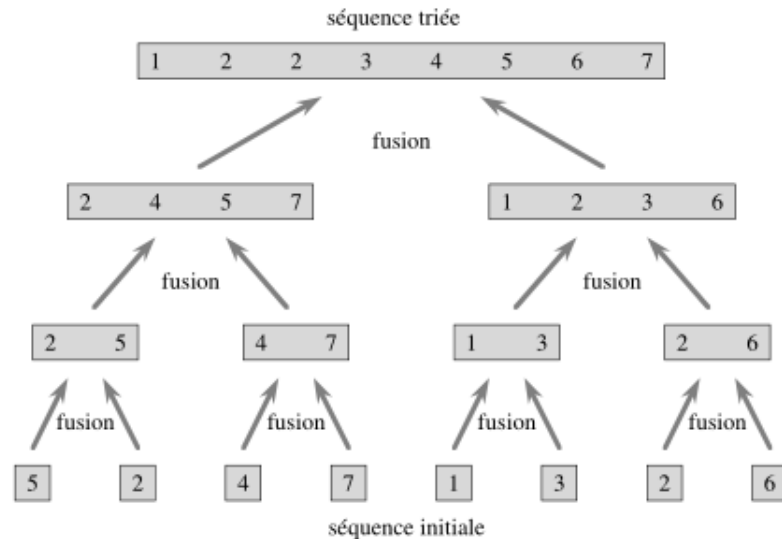 séquence triée
1 2 2 3 4 5 6 7
fusion
2 4 5 7 1 2 3 6
fusion fusion
2 5 4 7 1 3 2 6
fusion fusion fusion fusion
5 2 4 7 1 3 2 6
séquence initiale